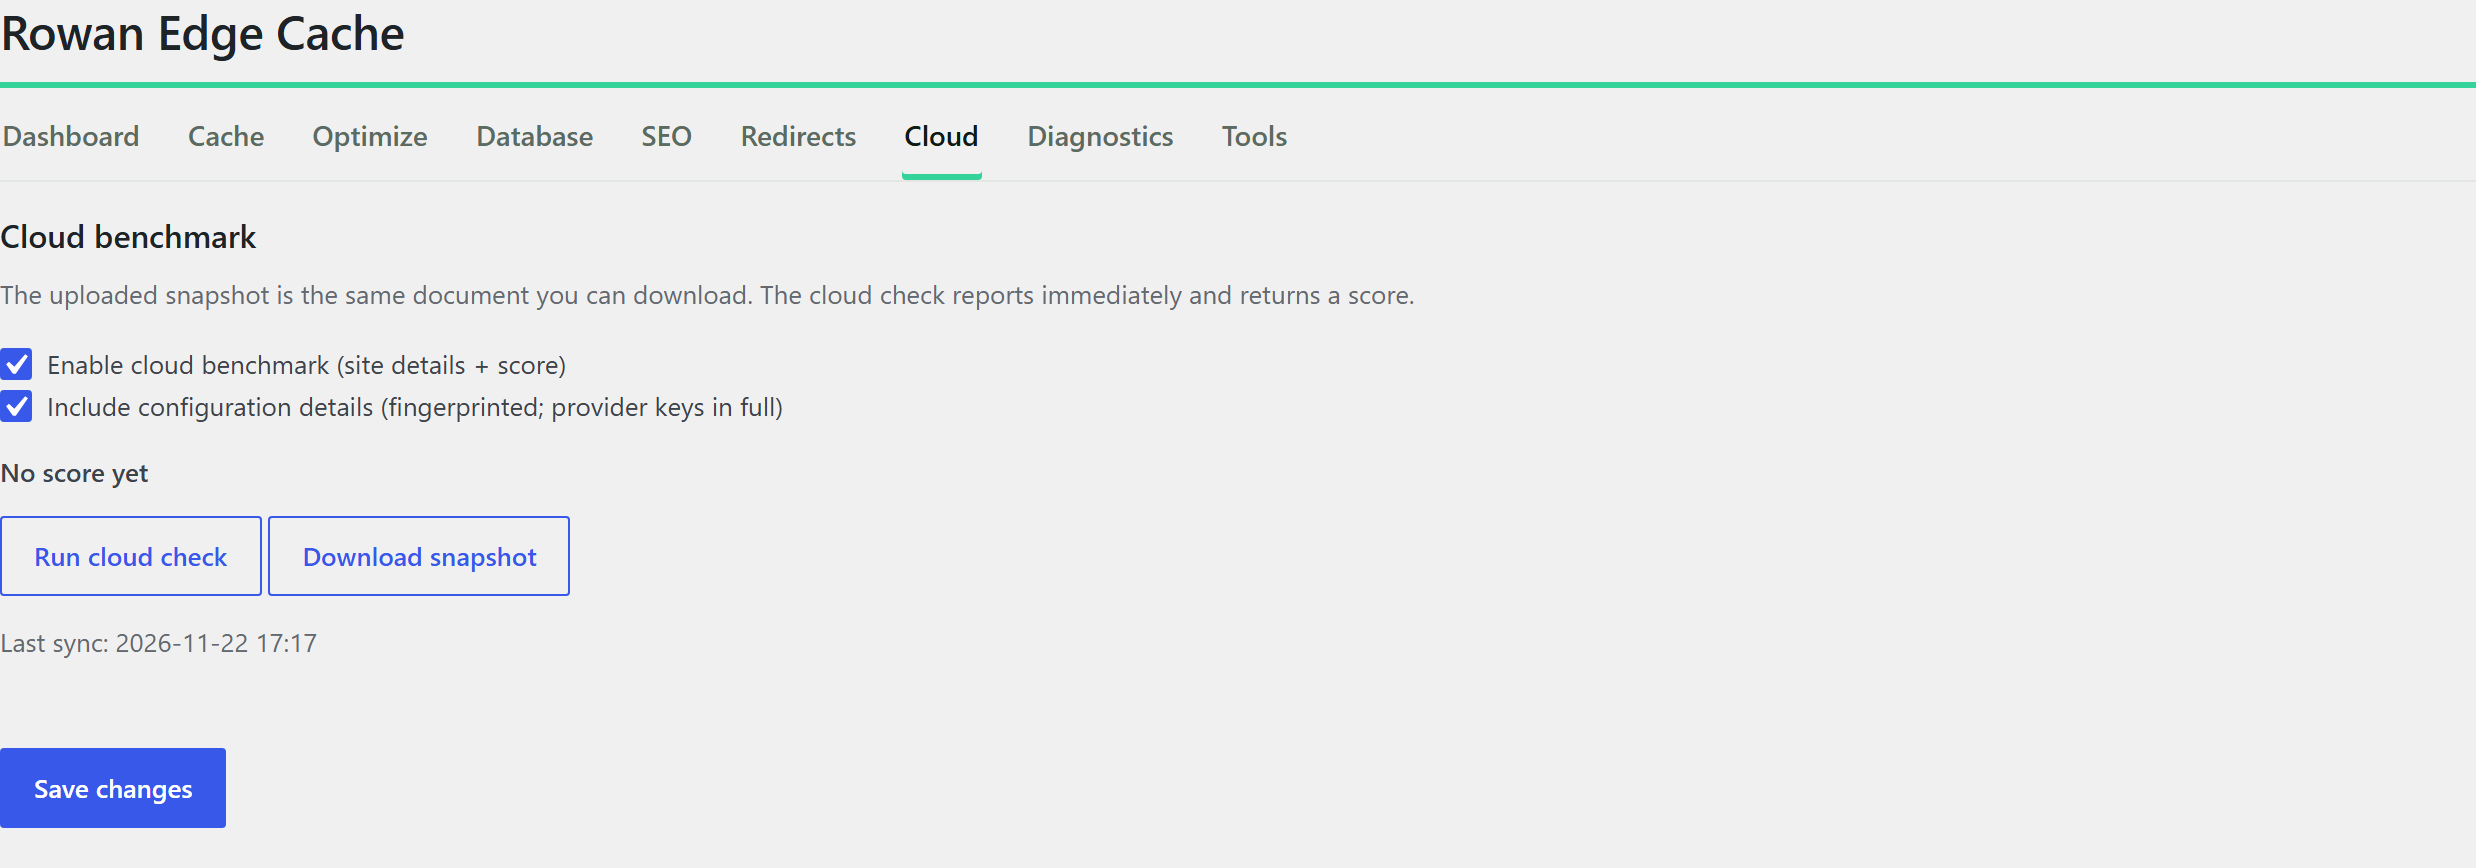 Rowan Edge Cache
Dashboard Cache Optimize Database SEO Redirects Cloud Diagnostics Tools
Cloud benchmark
The uploaded snapshot is the same document you can download. The cloud check reports immediately and returns a score.
Enable cloud benchmark (site details + score)
Include configuration details (fingerprinted; provider keys in full)
No score yet
Run cloud check Download snapshot
Last sync: 2026-11-22 17:17
Save changes